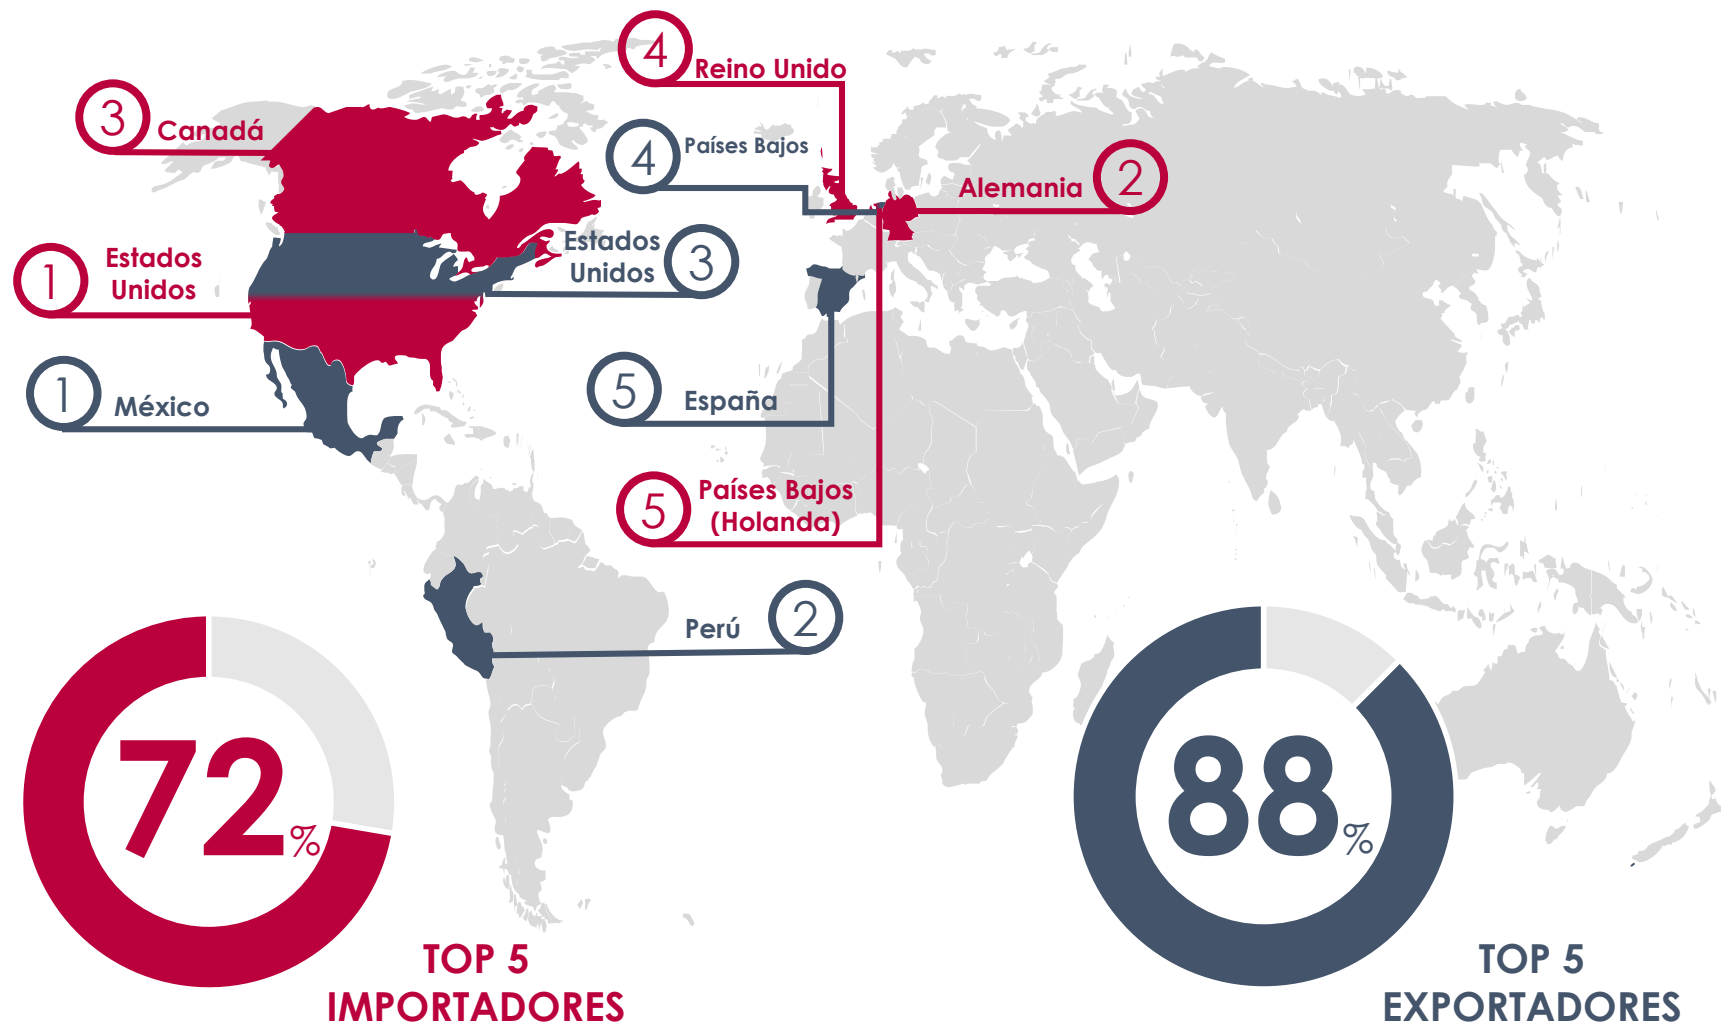 4
Reino Unido
3
Canadá
4
Países Bajos
Alemania
2
1
Estados
Unidos
Estados
Unidos
3
1
México
5
España
5
Países Bajos
(Holanda)
Perú
2
72%
88%
TOP 5
IMPORTADORES
TOP 5
EXPORTADORES